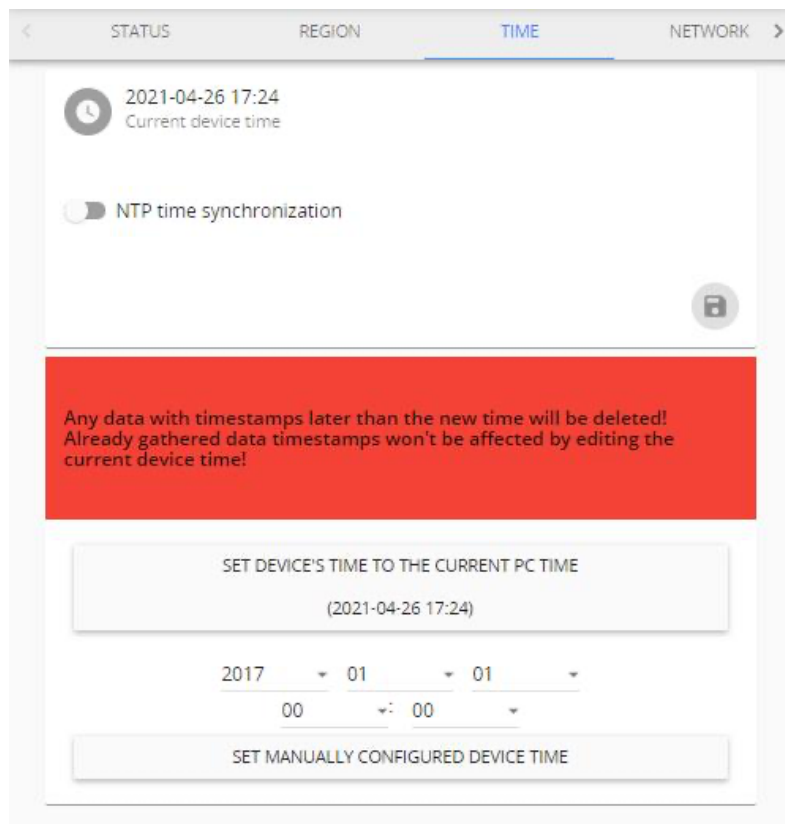 STATUS REGION TIME NETWORK
2021-04-26 17:24
Current device time
NTP time synchronization
Any data with timestamps later than the new time will be deleted!
Already gathered data timestamps won't be affected by editing the
current device time!
SET DEVICE'S TIME TO THE CURRENT PC TIME
(2021-04-26 17:24)
2017 01 01
00 : 00
SET MANUALLY CONFIGURED DEVICE TIME